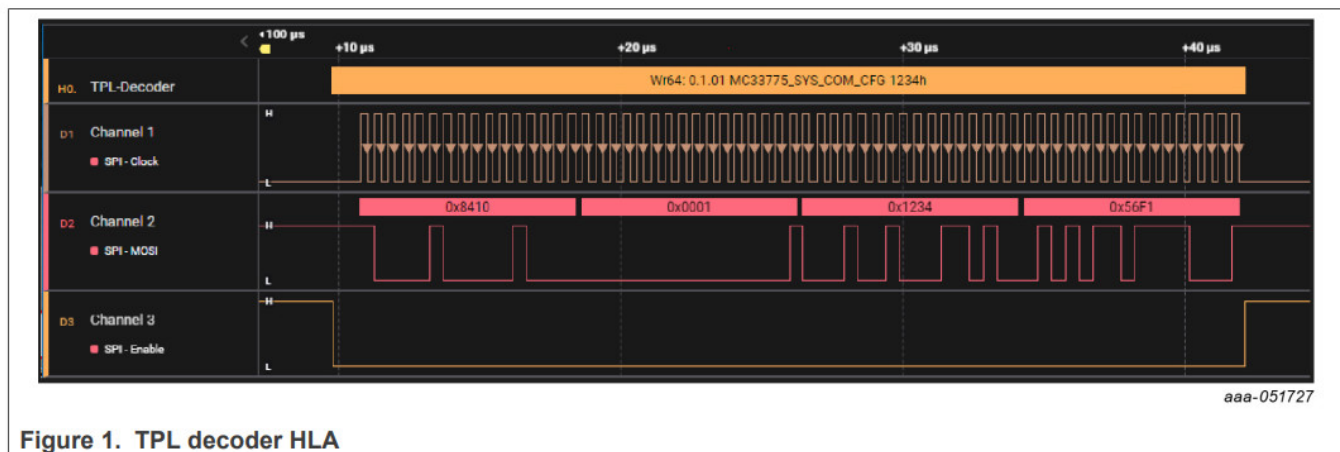 +100 µs
+10 µs +20 µs +30 µs +40 µs
H0. TPL-Decoder Wr64: 0.1.01 MC33775_SYS_COM_CFG 1234h
H
D1 Channel 1
SPI - Clock
L
0x8410 0x0001 0x1234 0x56F1
D2 Channel 2 H
SPI - MOSI
L
H
D3 Channel 3
SPI - Enable
L
aaa-051727
Figure 1. TPL decoder HLA